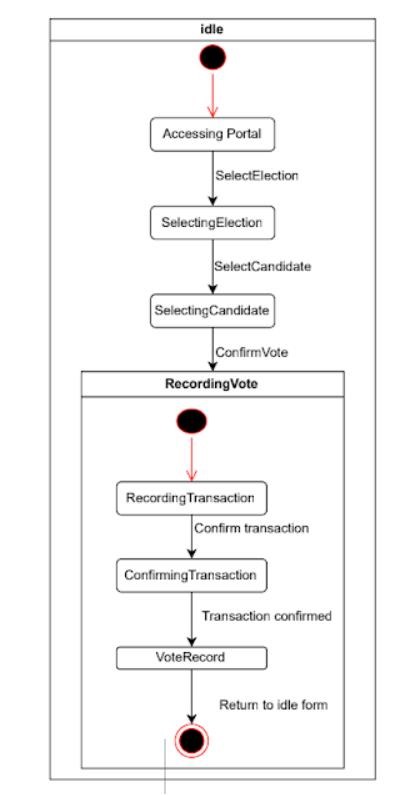 idle
Accessing Portal
SelectElection
SelectingElection
SelectCandidate
SelectingCandidate
ConfirmVote
RecordingVote
RecordingTransaction
Confirm transaction
ConfirmingTransaction
Transaction confirmed
VoteRecord
Return to idle form